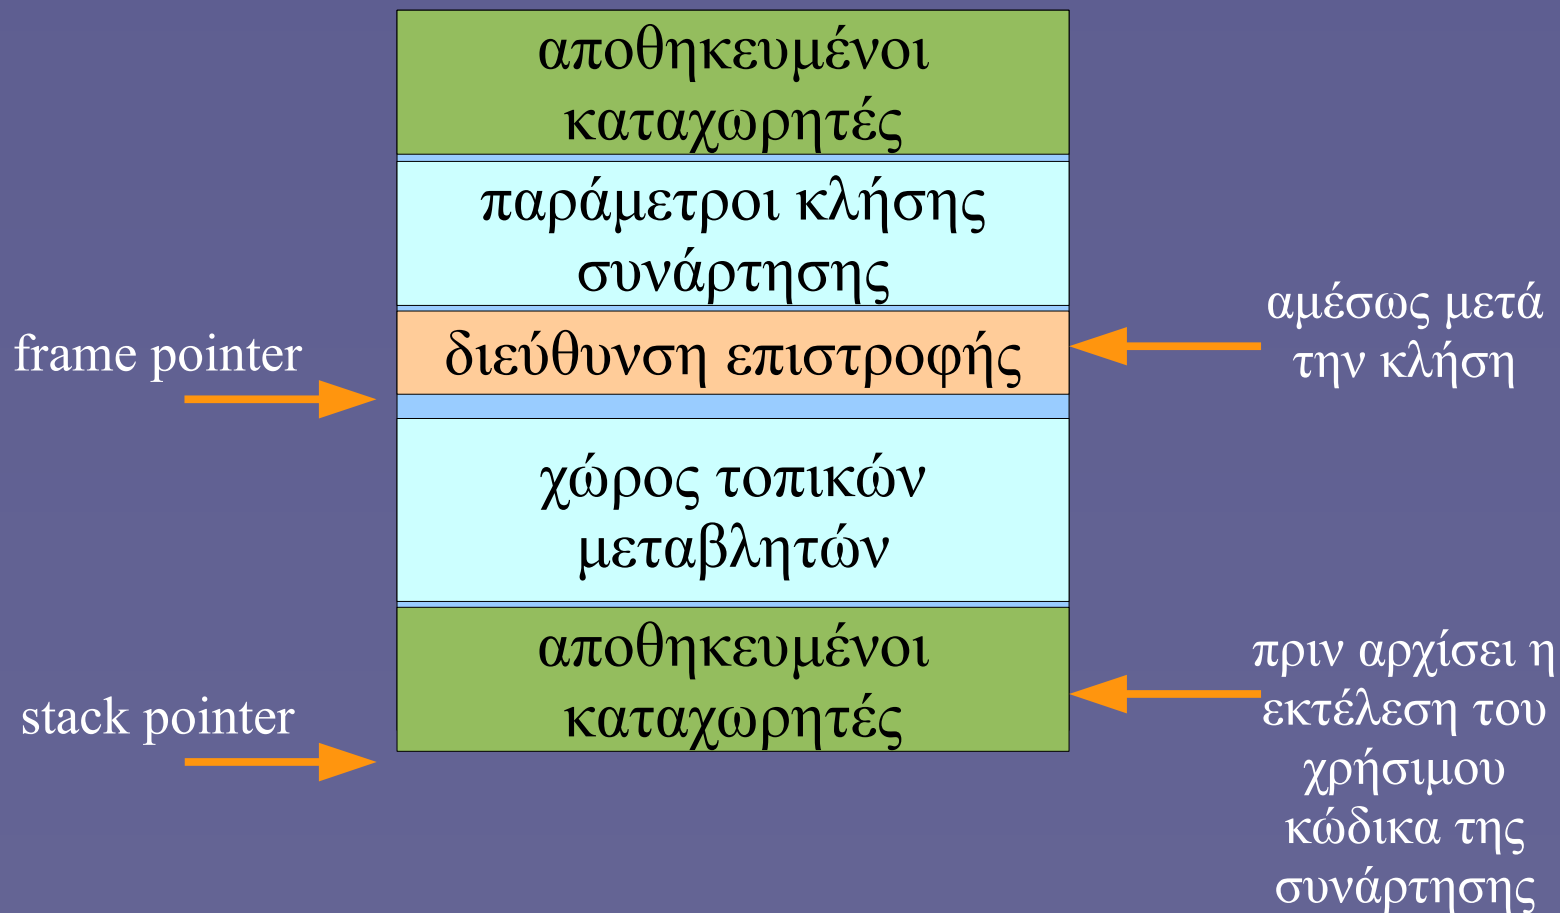 αποθηκευμένοι
καταχωρητές
παράμετροι κλήσης
συνάρτησης
frame pointer
διεύθυνση επιστροφής
αμέσως μετά
την κλήση
χώρος τοπικών
μεταβλητών
stack pointer
αποθηκευμένοι
καταχωρητές
πριν αρχίσει η
εκτέλεση του
χρήσιμου
κώδικα της
συνάρτησης